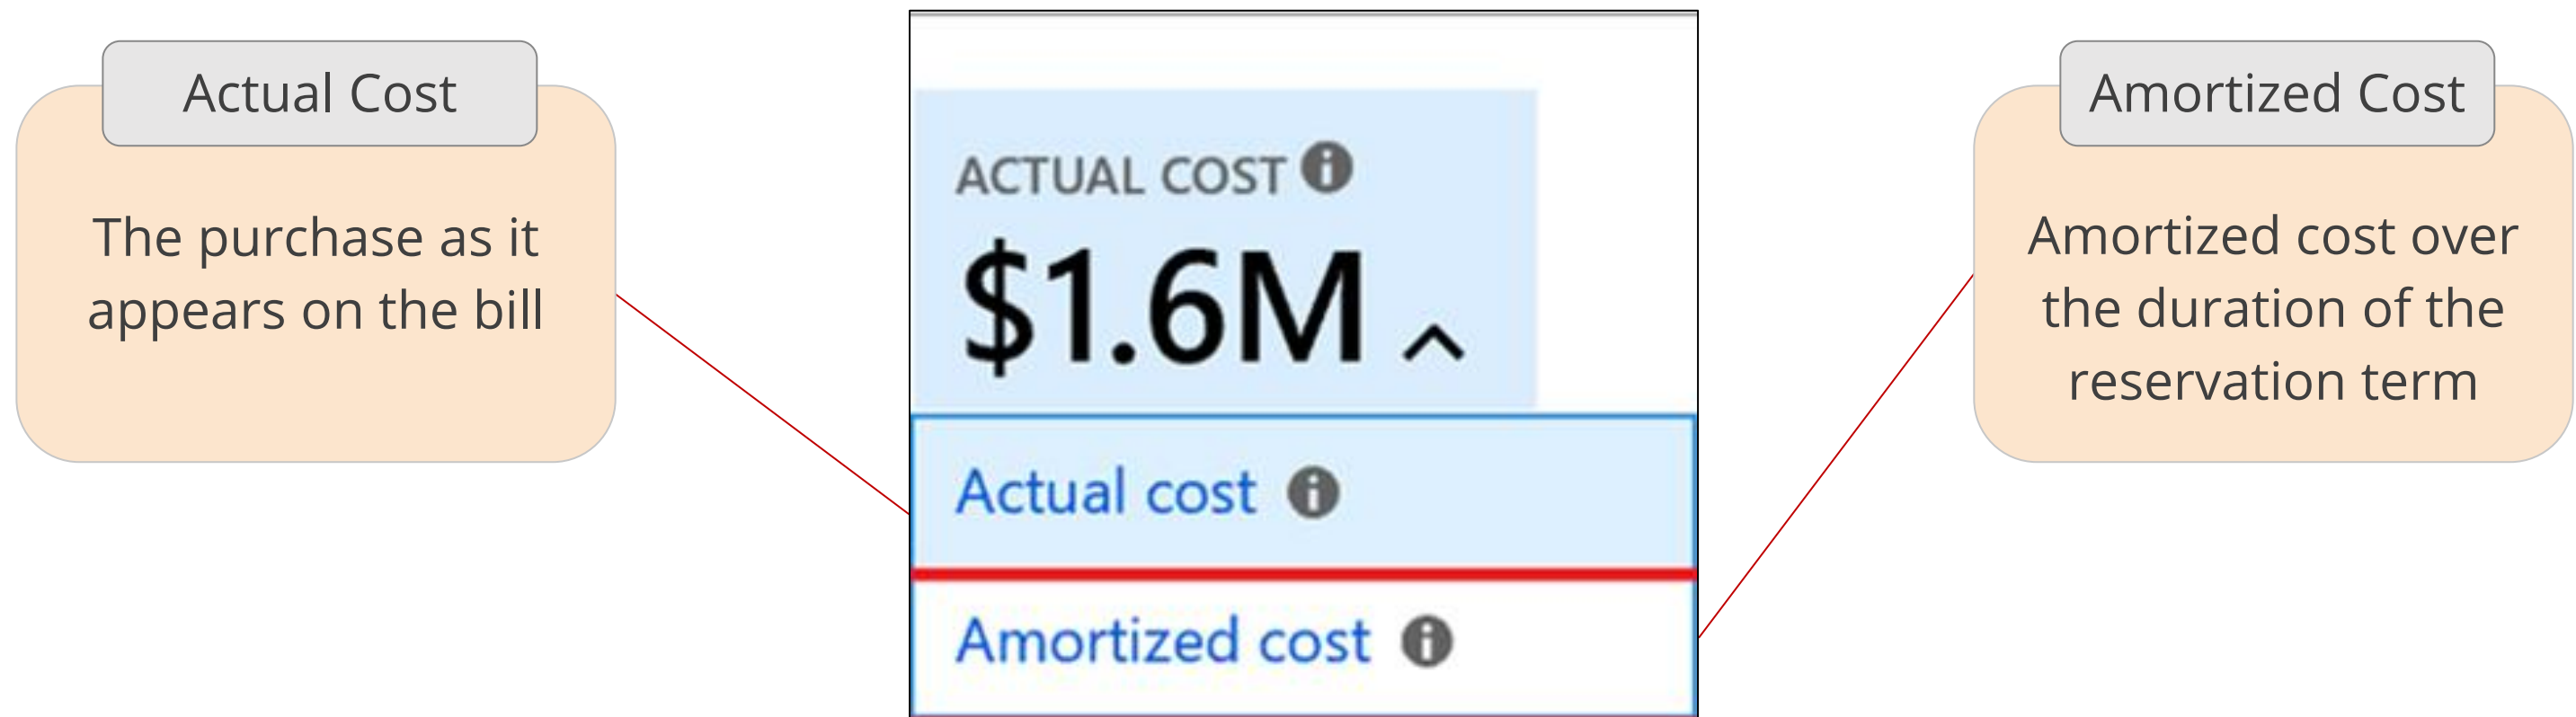 Actual Cost
The purchase as it
appears on the bill
ACTUAL COST
$1.6M
Actual cost
Amortized cost
Amortized Cost
Amortized cost over
the duration of the
reservation term